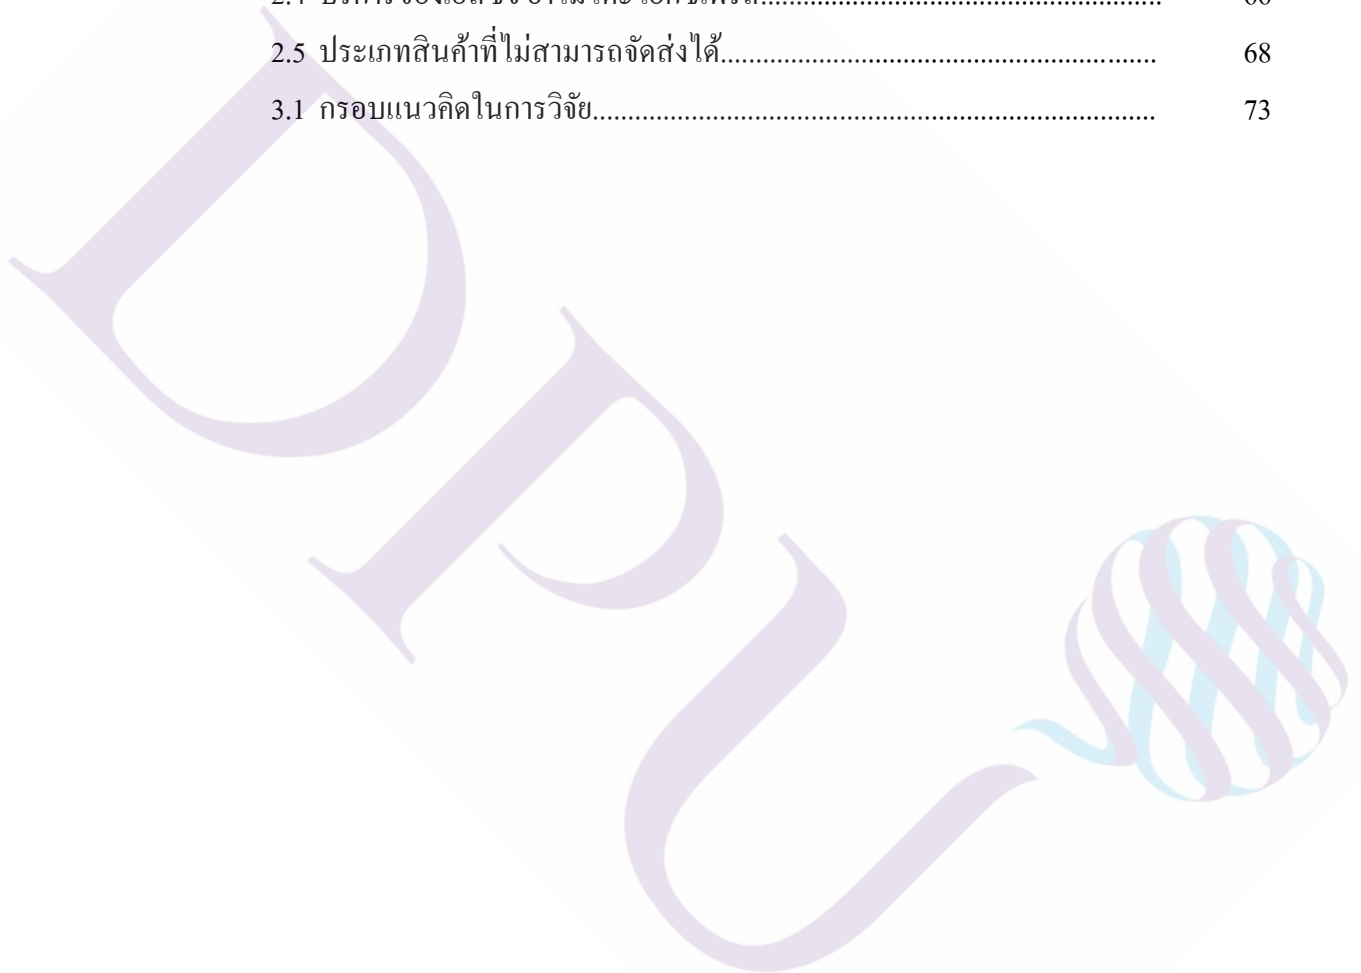 2.5 ประเภทสินค้าที่ไม่สามารถจัดส่งได้.............................................................. 68
3.1 กรอบแนวคิดในการวิจัย................................................................................ 73
DPU